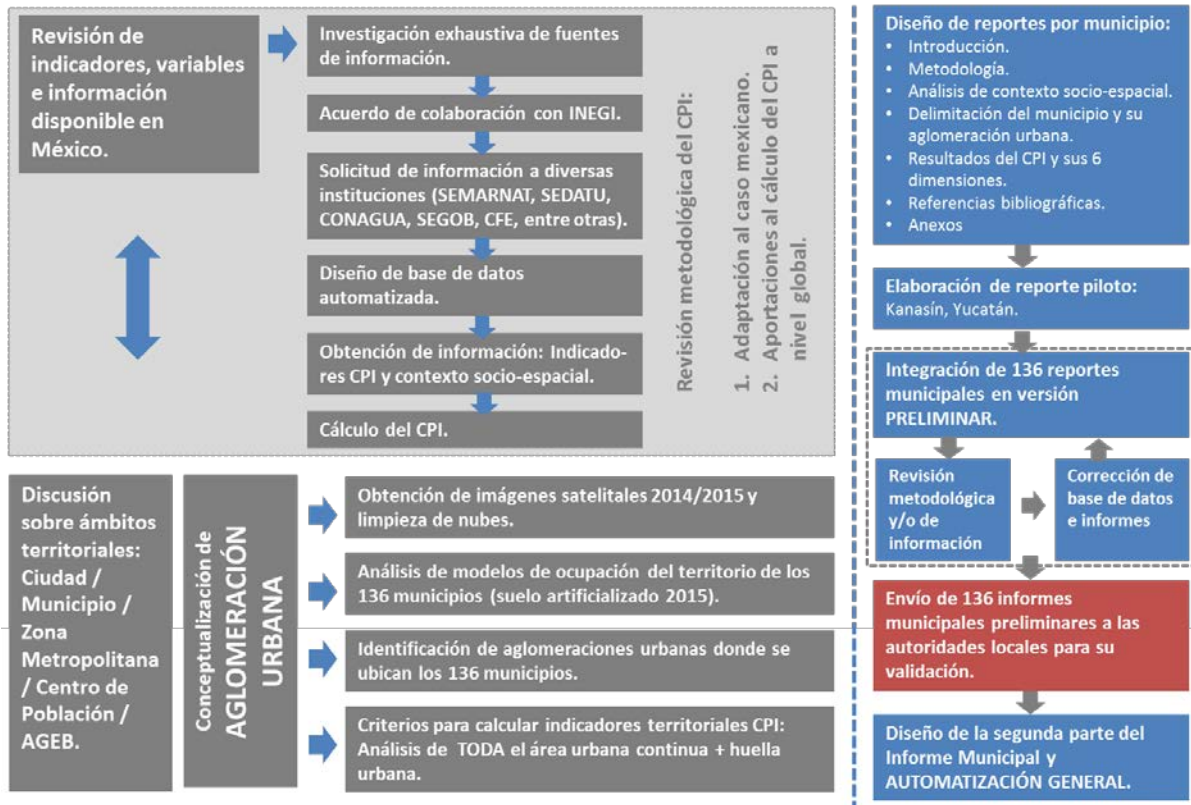 Revisión de
indicadores, variables
e información
disponible en
México.
Investigación exhaustiva de fuentes
de información.
Acuerdo de colaboración con INEGI.
Solicitud de información a diversas
instituciones (SEMARNAT, SEDATU,
CONAGUA, SEGOB, CFE, entre otras).
Diseño de base de datos
automatizada.
Obtención de información: Indicado-
res CPI y contexto socio-espacial.
Cálculo del CPI.
Revisión metodológica del CPI:
1. Adaptación al caso mexicano.
2. Aportaciones al cálculo del CPI a
nivel global.
Discusión
sobre ámbitos
territoriales:
Ciudad /
Municipio /
Zona
Metropolitana
/ Centro de
Población /
AGEB.
Conceptualización de
AGLOMERACIÓN
URBANA
Obtención de imágenes satelitales 2014/2015 y
limpieza de nubes.
Análisis de modelos de ocupación del territorio de los
136 municipios (suelo artificializado 2015).
Identificación de aglomeraciones urbanas donde se
ubican los 136 municipios.
Criterios para calcular indicadores territoriales CPI:
Análisis de TODA el área urbana continua + huella
urbana.
Diseño de reportes por municipio:
• Introducción.
• Metodología.
• Análisis de contexto socio-espacial.
• Delimitación del municipio y su
aglomeración urbana.
• Resultados del CPI y sus 6
dimensiones.
• Referencias bibliográficas.
• Anexos
Elaboración de reporte piloto:
Kanasín, Yucatán.
Integración de 136 reportes
municipales en versión
PRELIMINAR.
Revisión
metodológica
y/o de
información
Corrección de
base de datos
e informes
Envío de 136 informes
municipales preliminares a las
autoridades locales para su
validación.
Diseño de la segunda parte del
Informe Municipal y
AUTOMATIZACIÓN GENERAL.